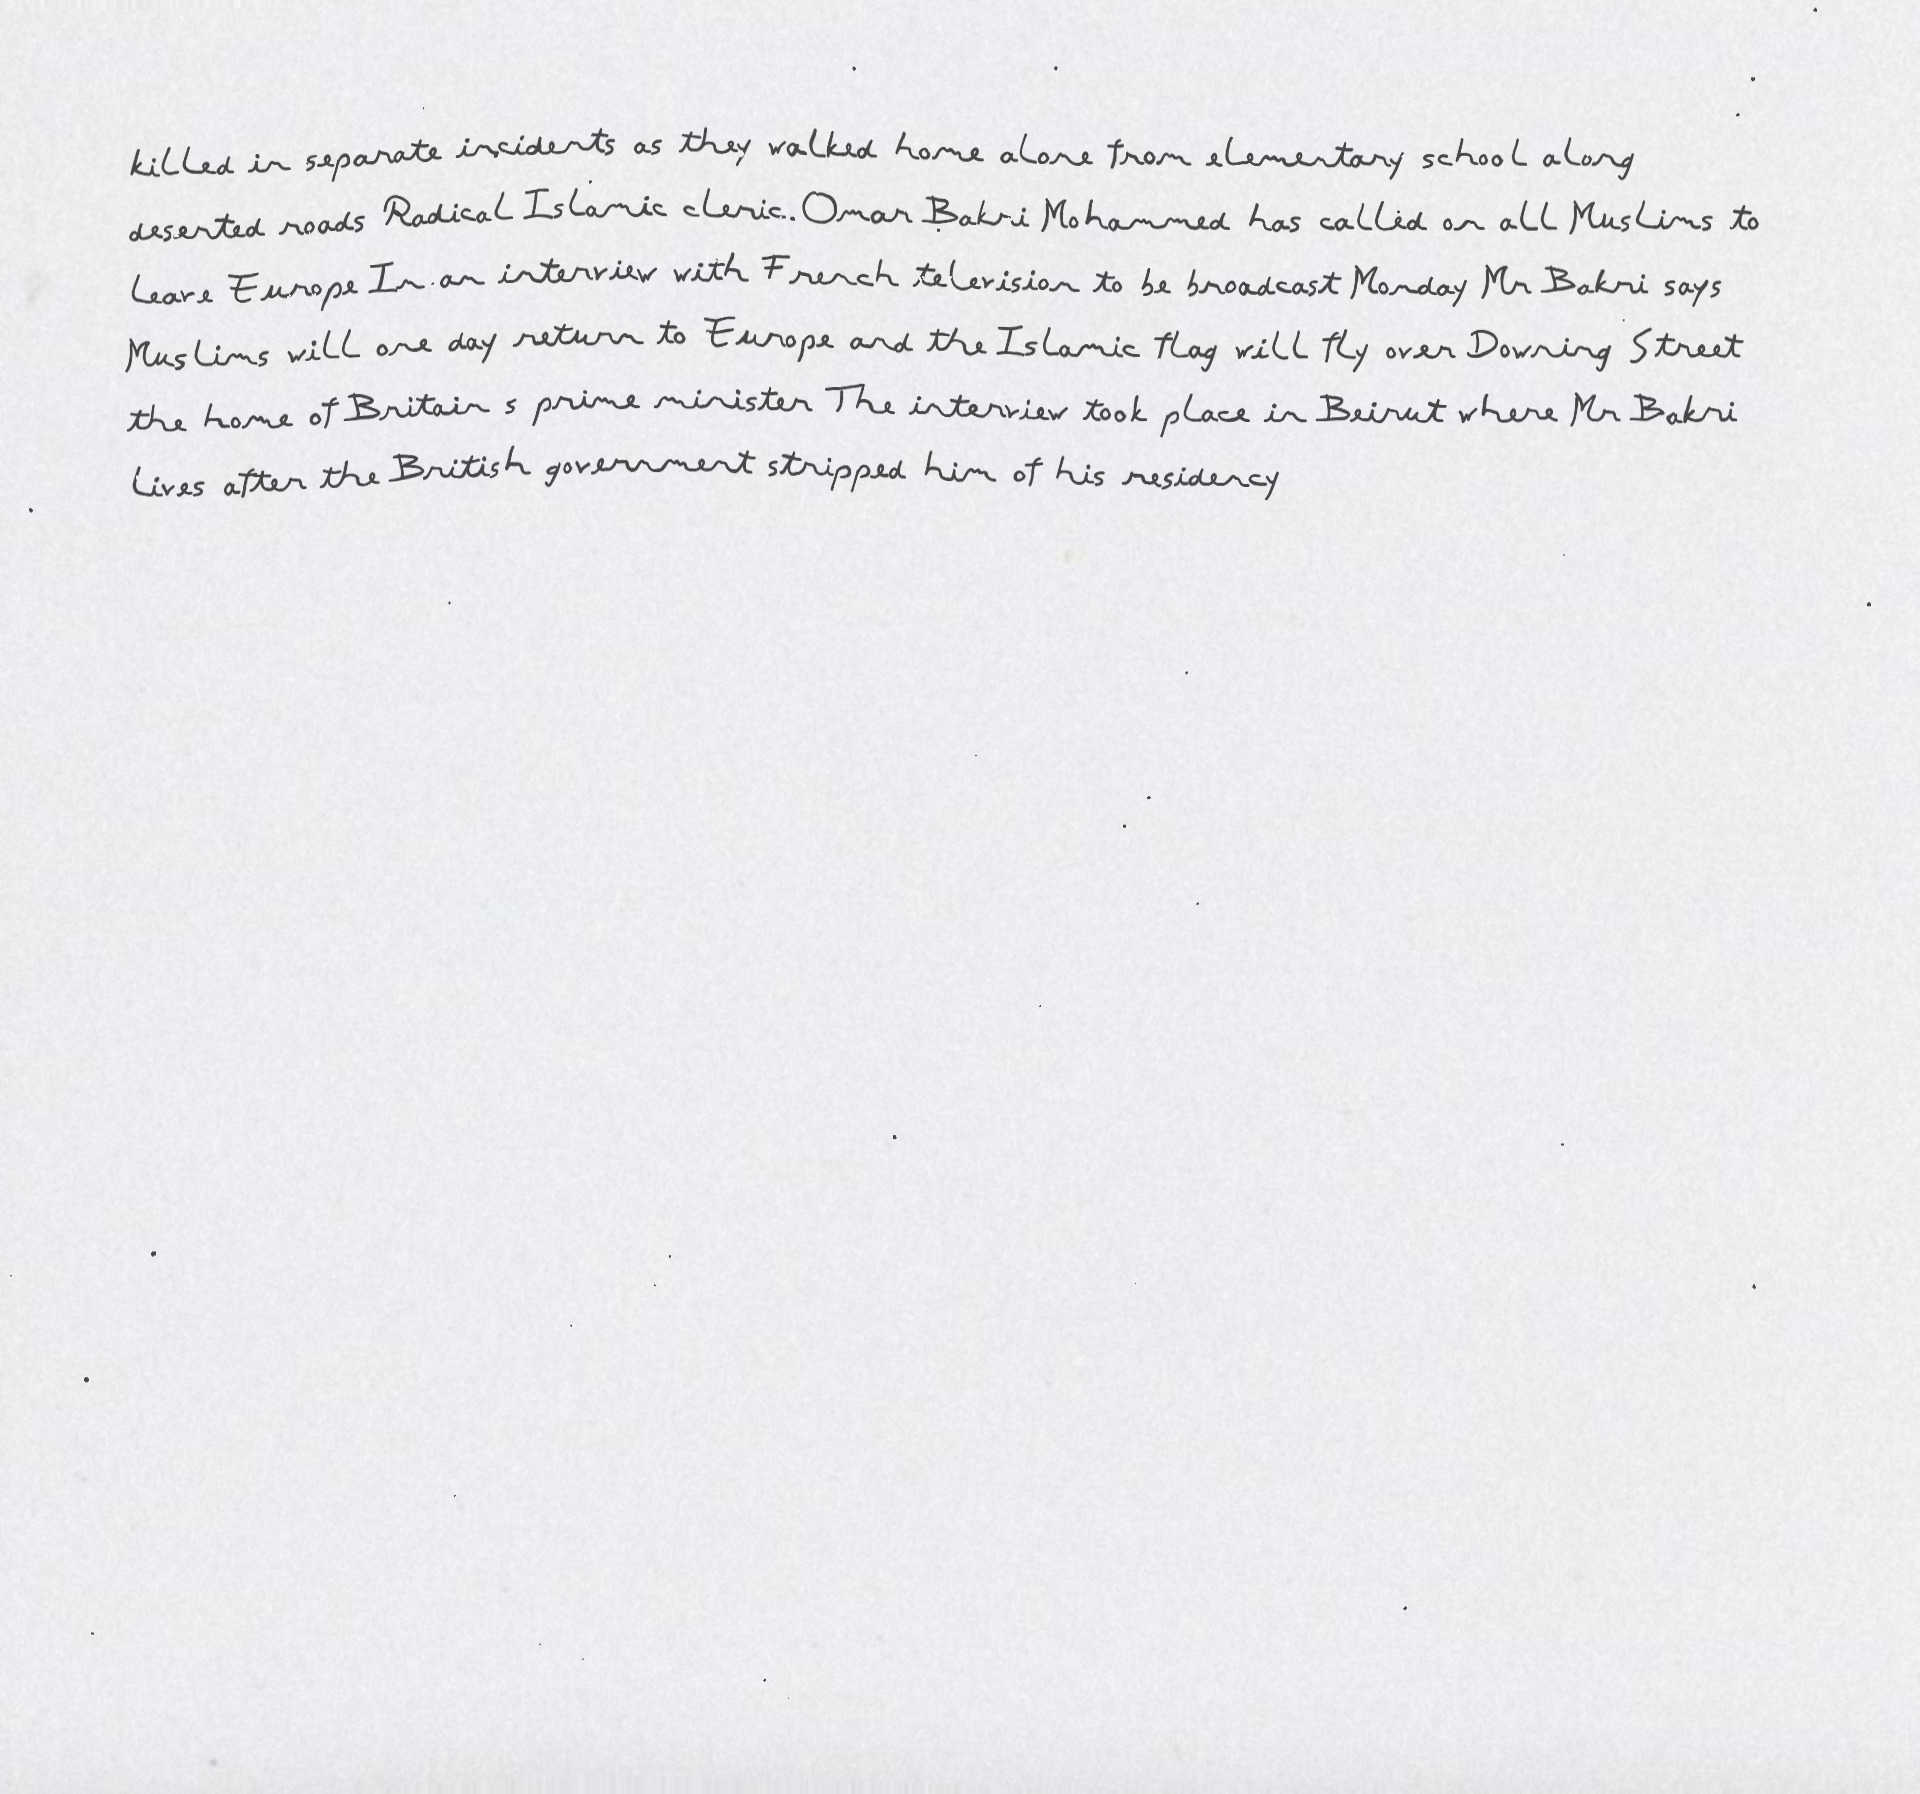 killed in separate incidents as they walked home alone from elementary school along
deserted roads Radical Islamic cleric Omar Bakri Mohammed has called on all Muslims to
leave Europe In an interview with French television to be broadcast Monday Mr Bakri says
Muslims will one day return to Europe and the Islamic flag will fly over Downing Street
the home of Britain s prime minister The interview took place in Beirut where Mr Bakri
lives after the British government stripped him of his residency